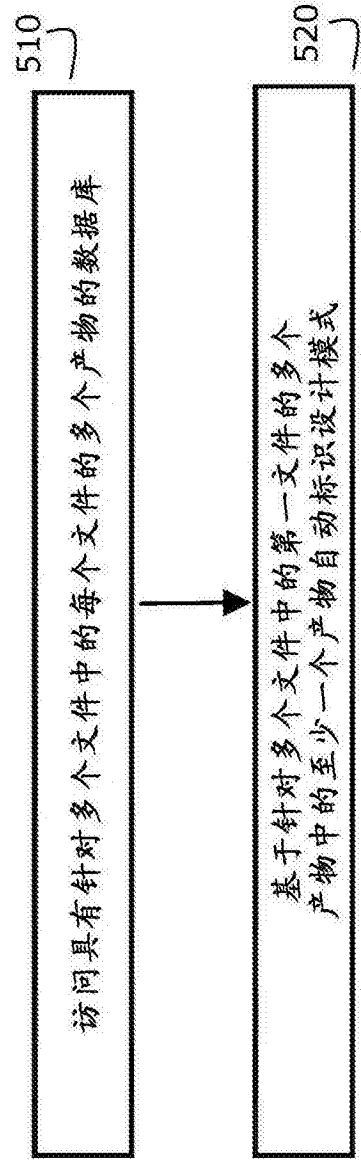 510
访问具有针对多个文件中的每个文件的多个产物的数据库
520
基于针对多个文件中的第一文件的多个
产物中的至少一个产物自动标识设计模式